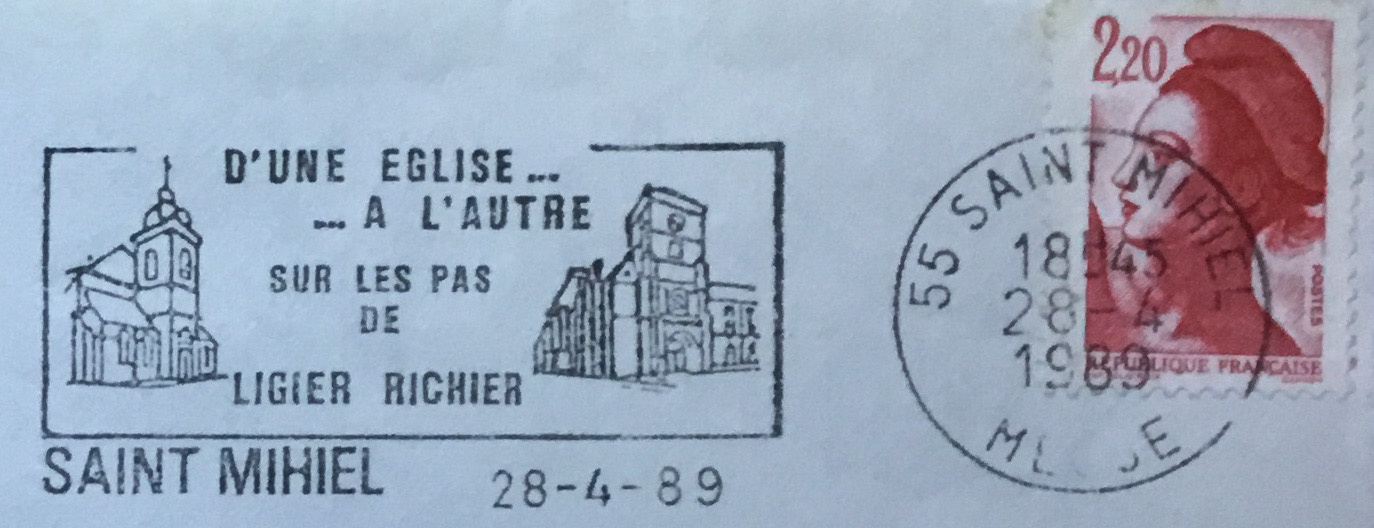 D'UNE EGLISE...
... A L'AUTRE
SUR LES PAS
DE
LIGIER RICHIER
SAINT MIHIEL
28-4-89
2,20
POSTES
REPUBLIQUE FRANÇAISE
55 SAINT MIHIEL
18H45
28-4
1989